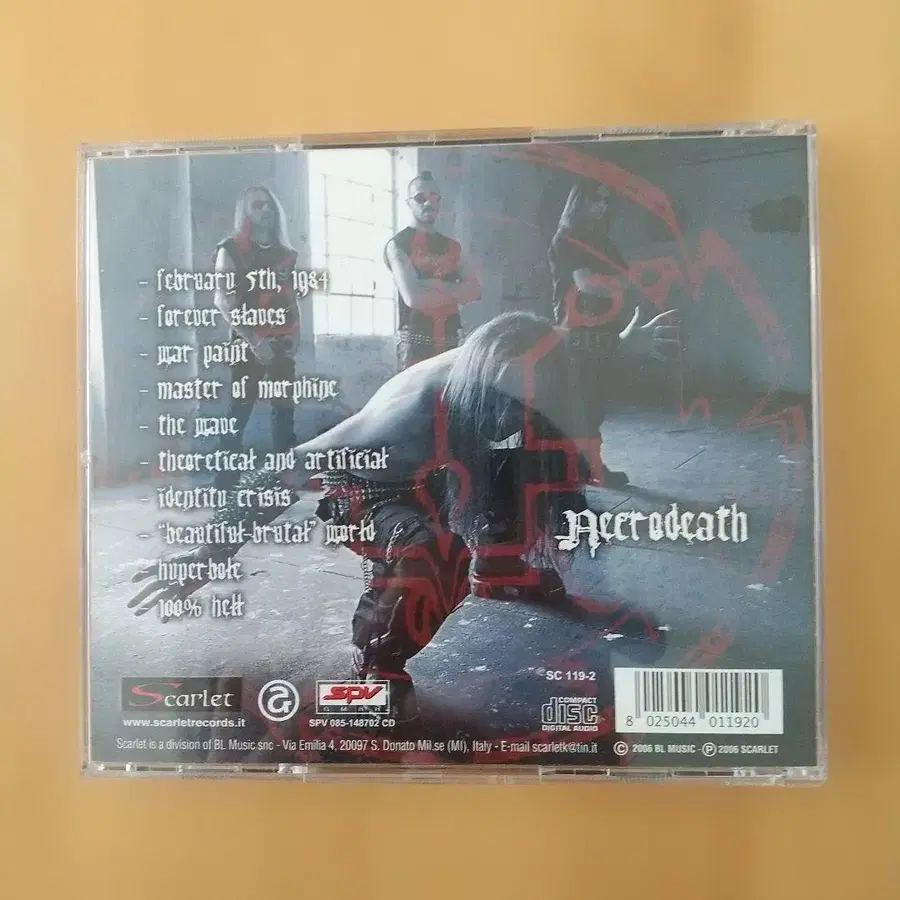 - february 5th, 1984
- forever slaves
- war paint
- master of morphine
- the wave
- theoretical and artificial
- identity crisis
- "beautiful-brutal" world
- hyperbole
- 100% hell
Necrodeath
SC 119-2
Scarlet
www.scarletrecords.it
SPV
GMBH
SPV 085-148702 CD
COMPACT
disc
DIGITAL AUDIO
8 025044 011920
Scarlet is a division of BL Music snc - Via Emilia 4, 20097 S. Donato Mil.se (MI), Italy - E-mail scarletk@tin.it
© 2006 BL MUSIC - ℗ 2006 SCARLET